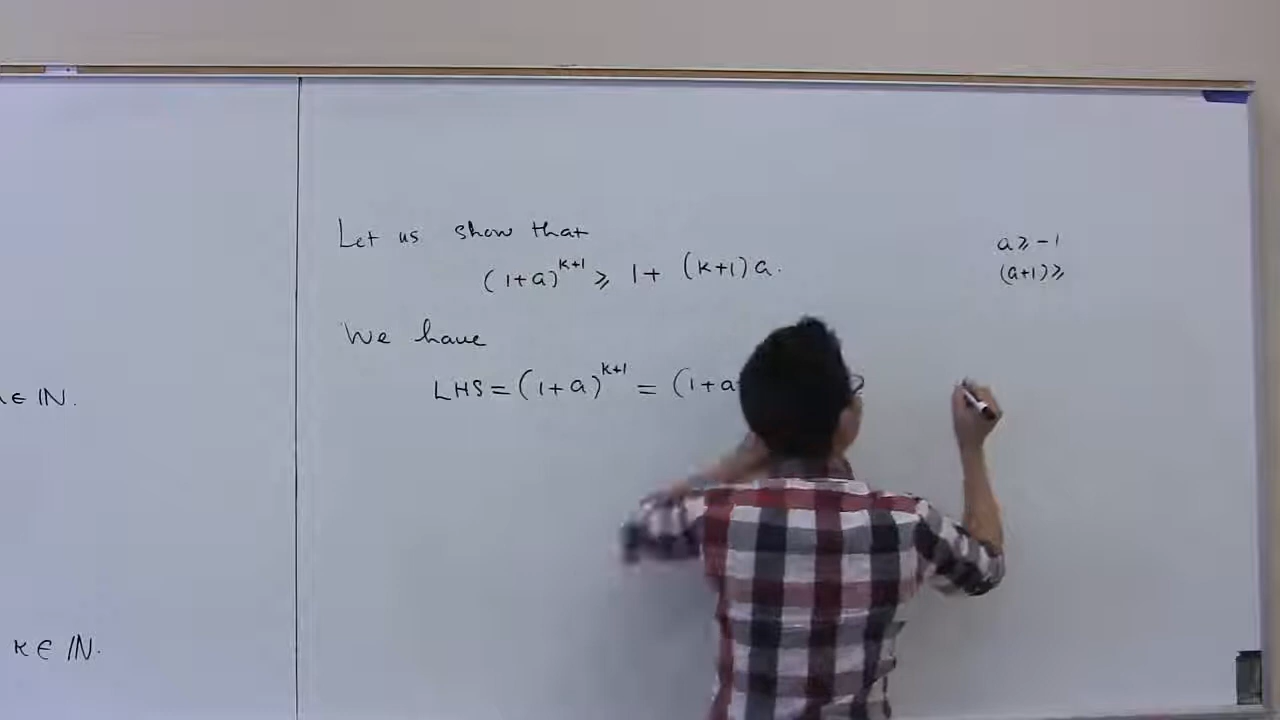 ∈ IN.
k ∈ IN.
Let us show that
(1+a)^{k+1} ⩾ 1 + (k+1)a.
We have
LHS = (1+a)^{k+1} = (1+a
a ⩾ -1
(a+1) ⩾